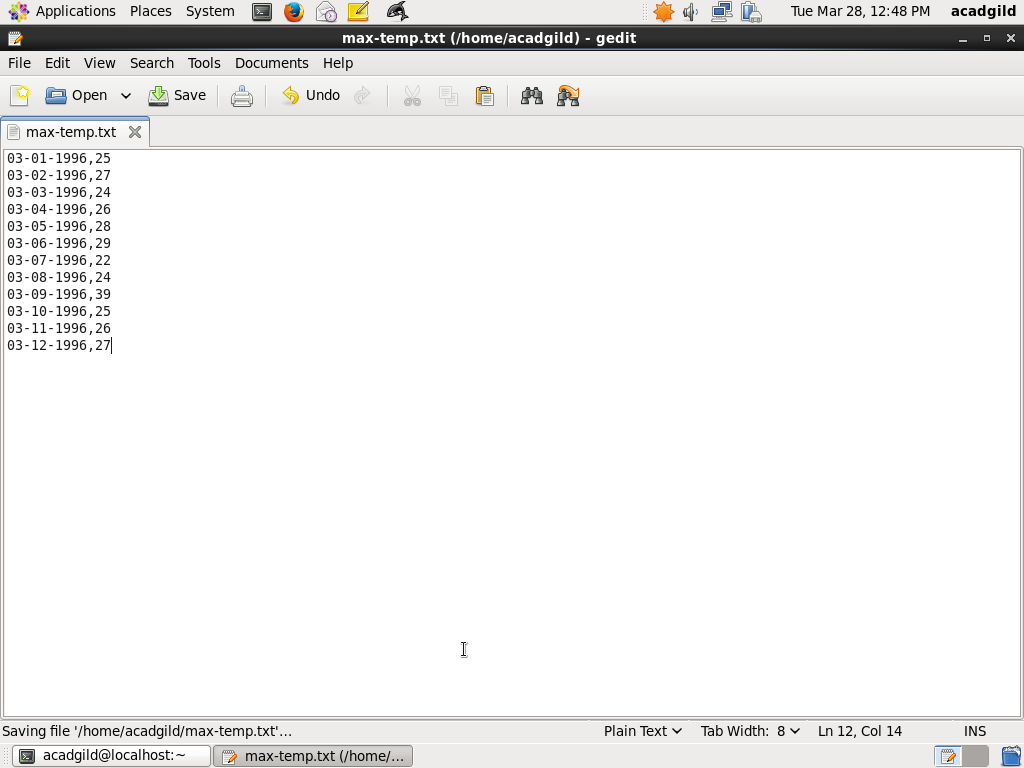 Applications Places System Tue Mar 28, 12:48 PM acadgild
max-temp.txt (/home/acadgild) - gedit
File Edit View Search Tools Documents Help
Open Save Undo
max-temp.txt
03-01-1996,25
03-02-1996,27
03-03-1996,24
03-04-1996,26
03-05-1996,28
03-06-1996,29
03-07-1996,22
03-08-1996,24
03-09-1996,39
03-10-1996,25
03-11-1996,26
03-12-1996,27
Saving file '/home/acadgild/max-temp.txt'... Plain Text Tab Width: 8 Ln 12, Col 14 INS
acadgild@localhost:~ max-temp.txt (/home/...